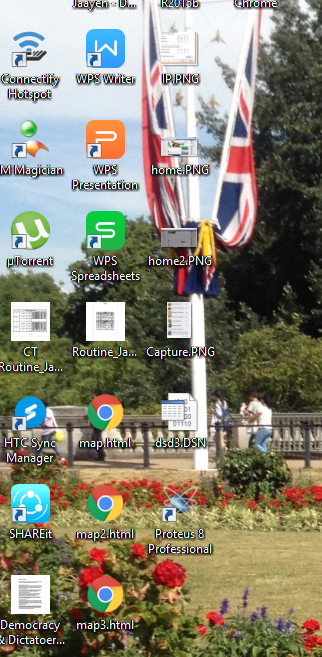 Jaayen - D...
R2015b
Chrome
Connectify
Hotspot
WPS Writer
IP.PNG
M Magician
WPS
Presentation
home.PNG
µTorrent
WPS
Spreadsheets
home2.PNG
CT
Routine_Ja...
Routine_Ja...
Capture.PNG
HTC Sync
Manager
map.html
dsd3.DSN
SHAREit
map2.html
Proteus 8
Professional
Democracy
& Dictatoer...
map3.html